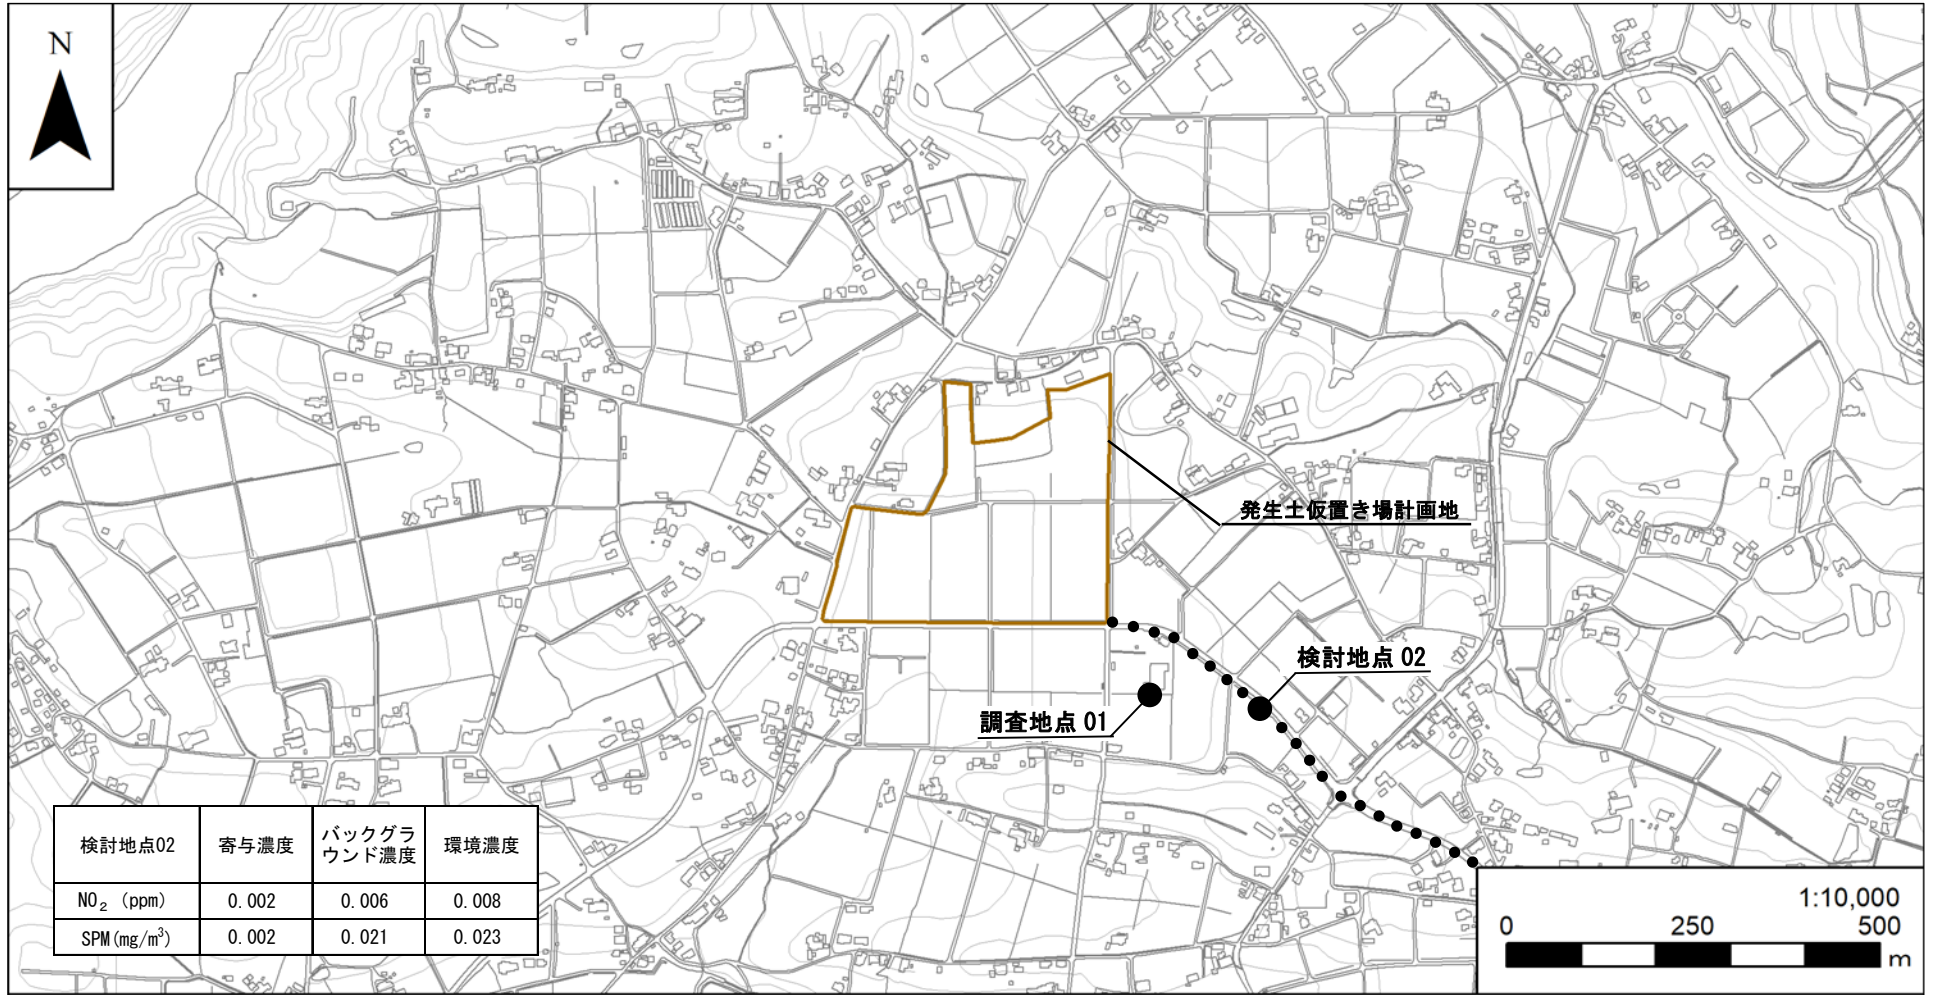 N
発生土仮置き場計画地
検討地点 02
調査地点 01
検討地点02 寄与濃度 バックグラウンド濃度 環境濃度
NO₂ (ppm) 0.002 0.006 0.008
SPM(mg/m³) 0.002 0.021 0.023
1:10,000
0 250 500
m